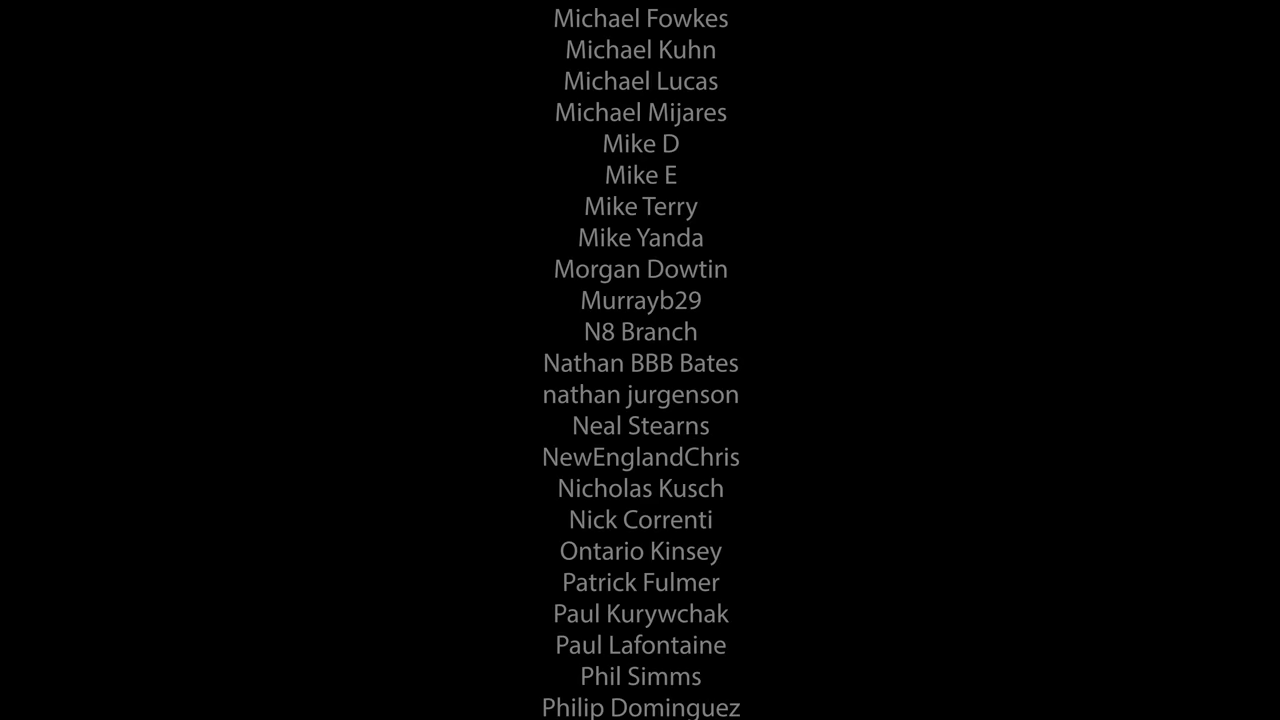 Michael Fowkes
Michael Kuhn
Michael Lucas
Michael Mijares
Mike D
Mike E
Mike Terry
Mike Yanda
Morgan Dowtin
Murrayb29
N8 Branch
Nathan BBB Bates
nathan jurgenson
Neal Stearns
NewEnglandChris
Nicholas Kusch
Nick Correnti
Ontario Kinsey
Patrick Fulmer
Paul Kurywchak
Paul Lafontaine
Phil Simms
Philip Dominguez